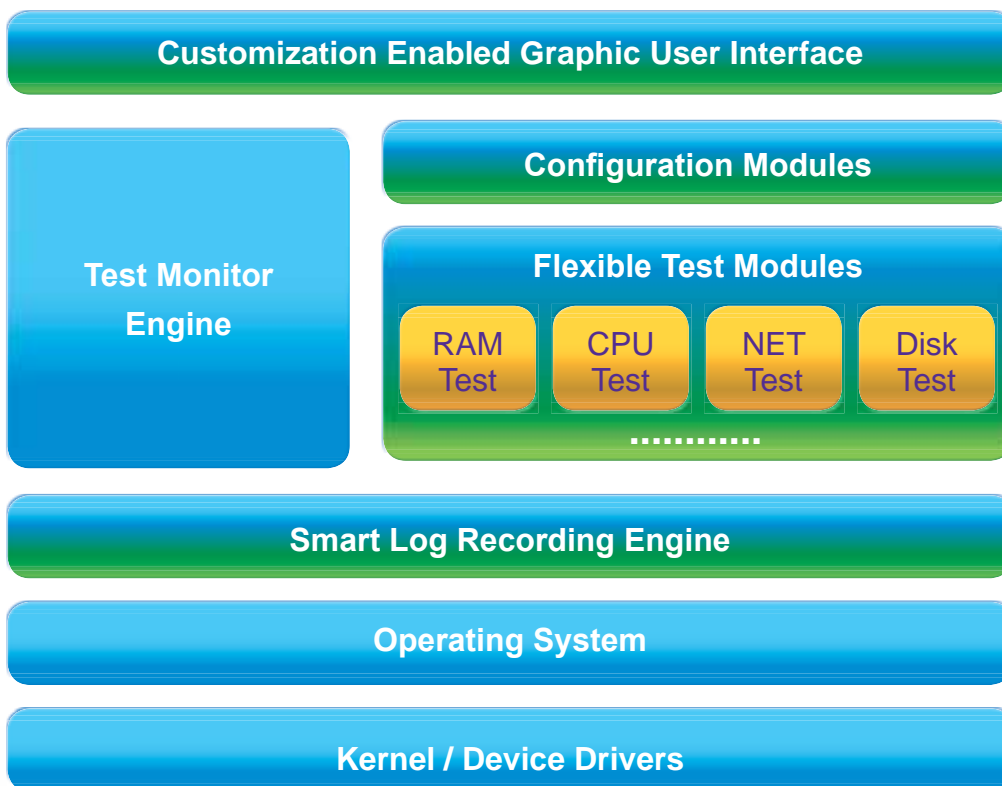 Customization Enabled Graphic User Interface
Test Monitor
Engine
Configuration Modules
Flexible Test Modules
RAM
Test
CPU
Test
NET
Test
Disk
Test
............
Smart Log Recording Engine
Operating System
Kernel / Device Drivers